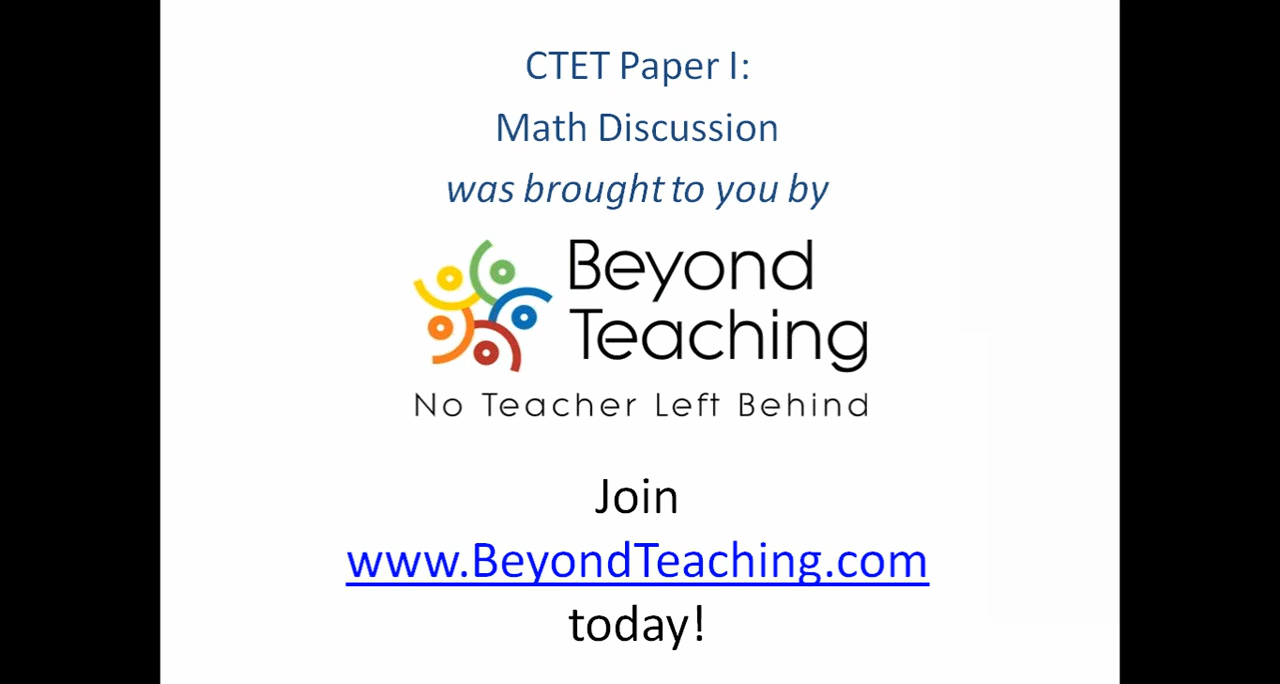 CTET Paper I:
Math Discussion
was brought to you by
Beyond
Teaching
No Teacher Left Behind
Join
www.BeyondTeaching.com
today!